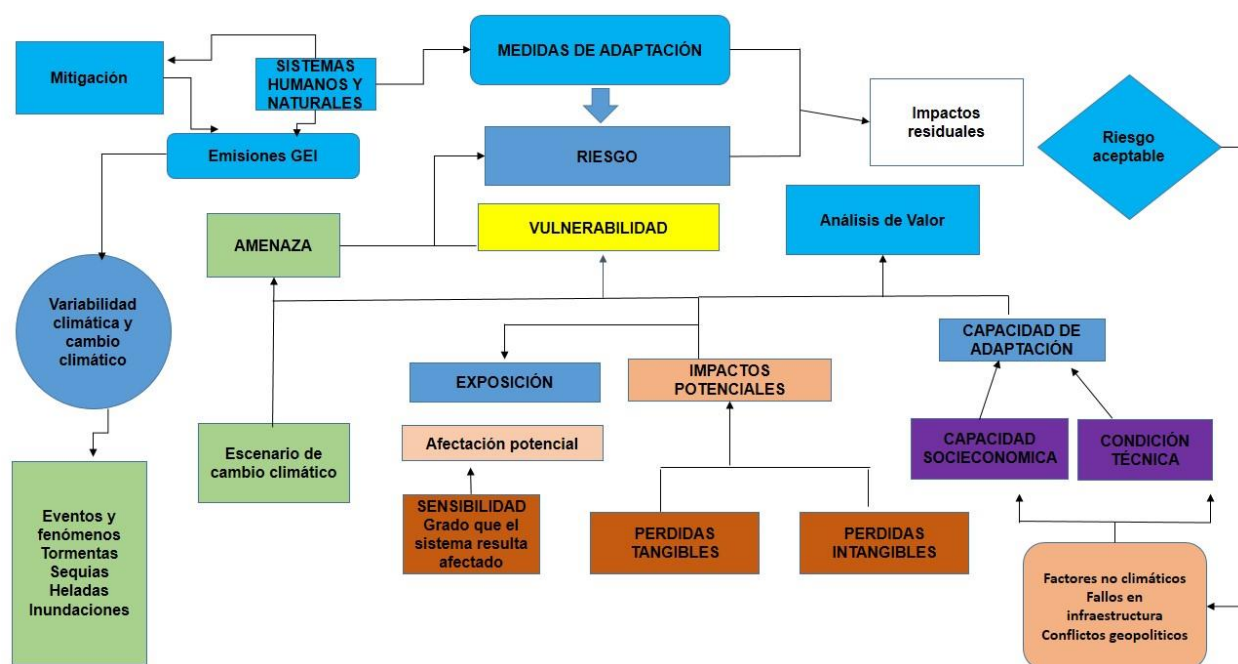 Mitigación
SISTEMAS
HUMANOS Y
NATURALES
MEDIDAS DE ADAPTACIÓN
Impactos
residuales
Riesgo
aceptable
Emisiones GEI
RIESGO
AMENAZA
VULNERABILIDAD
Análisis de Valor
Variabilidad
climática y
cambio
climático
EXPOSICIÓN
IMPACTOS
POTENCIALES
CAPACIDAD DE
ADAPTACIÓN
Escenario de
cambio climático
Afectación potencial
CAPACIDAD
SOCIECONOMICA
CONDICIÓN
TÉCNICA
Eventos y
fenómenos
Tormentas
Sequias
Heladas
Inundaciones
SENSIBILIDAD
Grado que el
sistema resulta
afectado
PERDIDAS
TANGIBLES
PERDIDAS
INTANGIBLES
Factores no climáticos
Fallos en
infraestructura
Conflictos geopoliticos